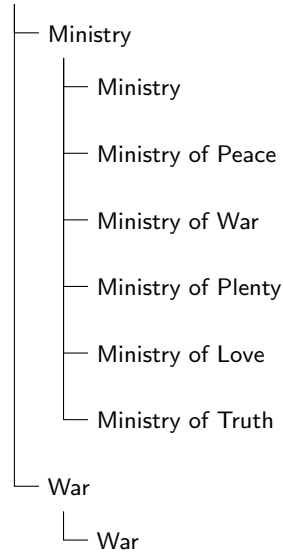 Ministry
Ministry
Ministry of Peace
Ministry of War
Ministry of Plenty
Ministry of Love
Ministry of Truth
War
War